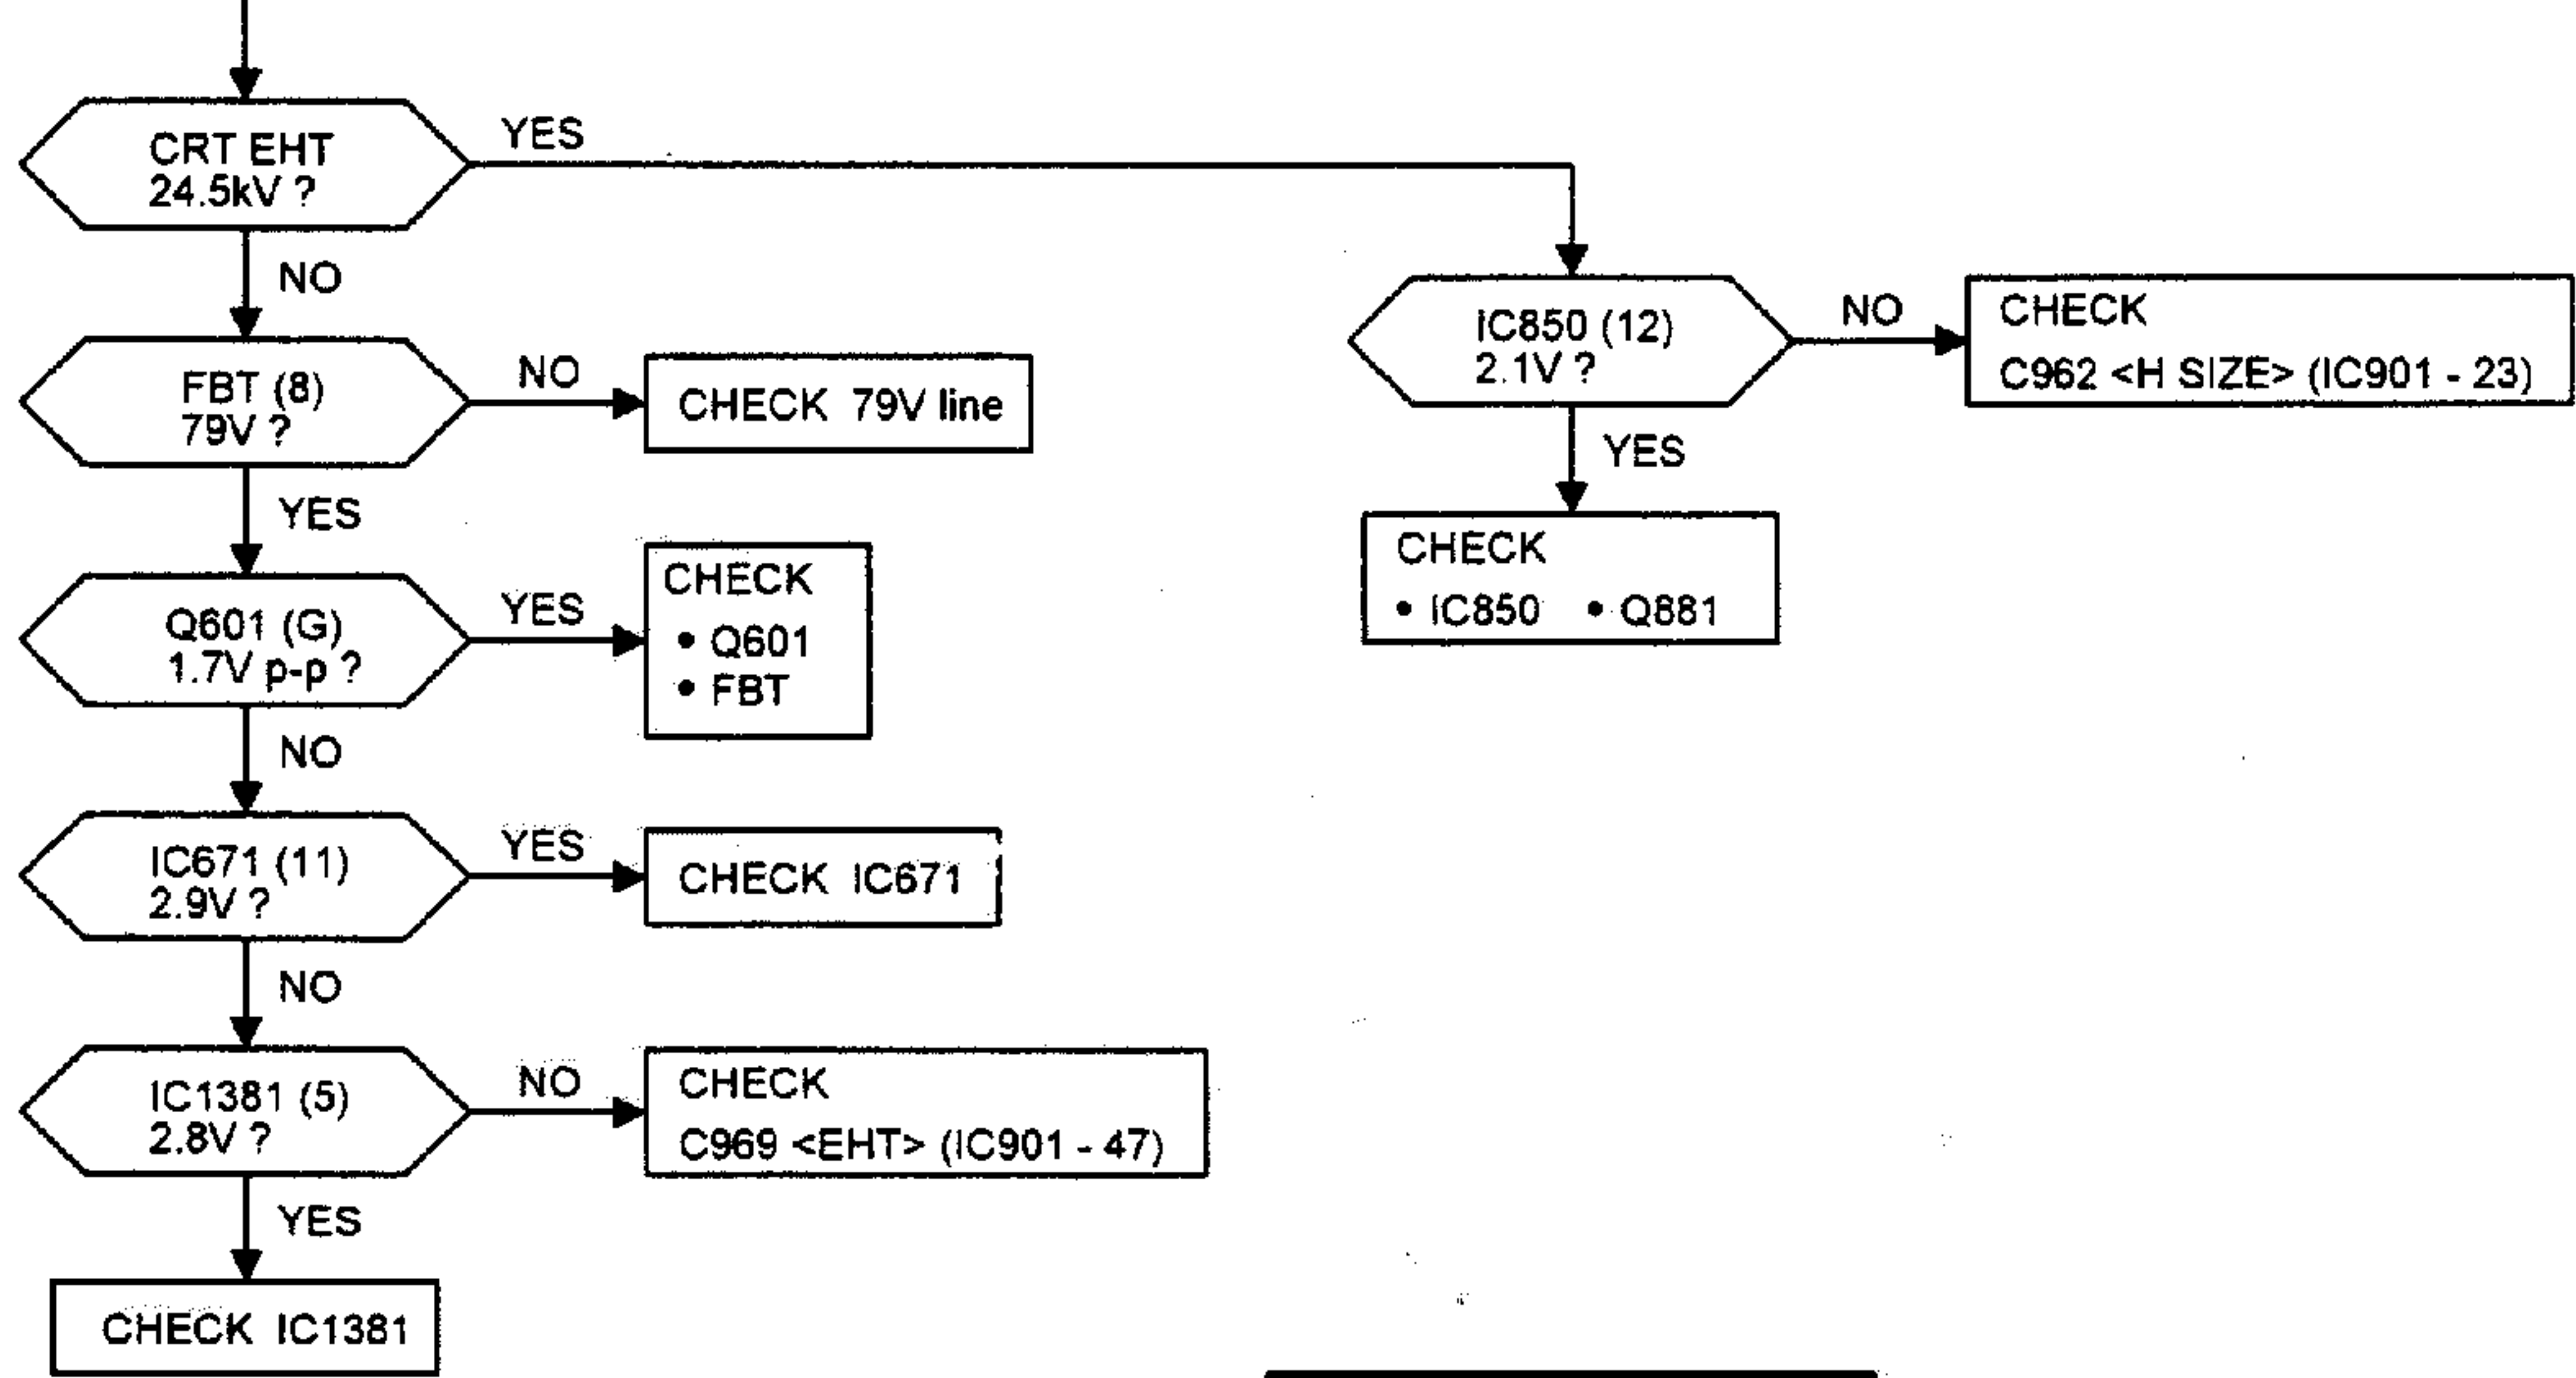 CRT EHT
24.5kV ?
YES
NO
FBT (8)
79V ?
NO
CHECK 79V line
YES
Q601 (G)
1.7V p-p ?
YES
CHECK
• Q601
• FBT
NO
IC671 (11)
2.9V ?
YES
CHECK IC671
NO
IC1381 (5)
2.8V ?
NO
CHECK
C969 <EHT> (IC901 - 47)
YES
CHECK IC1381
IC850 (12)
2.1V ?
NO
CHECK
C962 <H SIZE> (IC901 - 23)
YES
CHECK
• IC850 • Q881